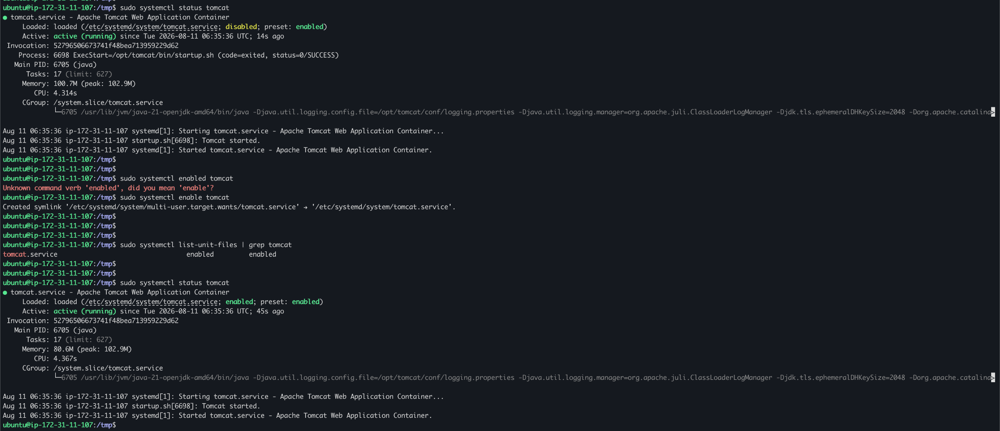 ubuntu@ip-172-31-11-107:/tmp$ sudo systemctl status tomcat
● tomcat.service - Apache Tomcat Web Application Container
     Loaded: loaded (/etc/systemd/system/tomcat.service; disabled; preset: enabled)
     Active: active (running) since Tue 2026-08-11 06:35:36 UTC; 14s ago
 Invocation: 52796506673741f48bea713959229d62
    Process: 6698 ExecStart=/opt/tomcat/bin/startup.sh (code=exited, status=0/SUCCESS)
   Main PID: 6705 (java)
      Tasks: 17 (limit: 627)
     Memory: 100.7M (peak: 102.9M)
        CPU: 4.314s
     CGroup: /system.slice/tomcat.service
             └─6705 /usr/lib/jvm/java-21-openjdk-amd64/bin/java -Djava.util.logging.config.file=/opt/tomcat/conf/logging.properties -Djava.util.logging.manager=org.apache.juli.ClassLoaderLogManager -Djdk.tls.ephemeralDHKeySize=2048 -Dorg.apache.catalina>
Aug 11 06:35:36 ip-172-31-11-107 systemd[1]: Starting tomcat.service - Apache Tomcat Web Application Container...
Aug 11 06:35:36 ip-172-31-11-107 startup.sh[6698]: Tomcat started.
Aug 11 06:35:36 ip-172-31-11-107 systemd[1]: Started tomcat.service - Apache Tomcat Web Application Container.
ubuntu@ip-172-31-11-107:/tmp$
ubuntu@ip-172-31-11-107:/tmp$
ubuntu@ip-172-31-11-107:/tmp$ sudo systemctl enabled tomcat
Unknown command verb 'enabled', did you mean 'enable'?
ubuntu@ip-172-31-11-107:/tmp$ sudo systemctl enable tomcat
Created symlink '/etc/systemd/system/multi-user.target.wants/tomcat.service' → '/etc/systemd/system/tomcat.service'.
ubuntu@ip-172-31-11-107:/tmp$
ubuntu@ip-172-31-11-107:/tmp$
ubuntu@ip-172-31-11-107:/tmp$
ubuntu@ip-172-31-11-107:/tmp$ sudo systemctl list-unit-files | grep tomcat
tomcat.service                                 enabled         enabled
ubuntu@ip-172-31-11-107:/tmp$
ubuntu@ip-172-31-11-107:/tmp$
ubuntu@ip-172-31-11-107:/tmp$ sudo systemctl status tomcat
● tomcat.service - Apache Tomcat Web Application Container
     Loaded: loaded (/etc/systemd/system/tomcat.service; enabled; preset: enabled)
     Active: active (running) since Tue 2026-08-11 06:35:36 UTC; 45s ago
 Invocation: 52796506673741f48bea713959229d62
   Main PID: 6705 (java)
      Tasks: 17 (limit: 627)
     Memory: 80.6M (peak: 102.9M)
        CPU: 4.367s
     CGroup: /system.slice/tomcat.service
             └─6705 /usr/lib/jvm/java-21-openjdk-amd64/bin/java -Djava.util.logging.config.file=/opt/tomcat/conf/logging.properties -Djava.util.logging.manager=org.apache.juli.ClassLoaderLogManager -Djdk.tls.ephemeralDHKeySize=2048 -Dorg.apache.catalina>
Aug 11 06:35:36 ip-172-31-11-107 systemd[1]: Starting tomcat.service - Apache Tomcat Web Application Container...
Aug 11 06:35:36 ip-172-31-11-107 startup.sh[6698]: Tomcat started.
Aug 11 06:35:36 ip-172-31-11-107 systemd[1]: Started tomcat.service - Apache Tomcat Web Application Container.
ubuntu@ip-172-31-11-107:/tmp$